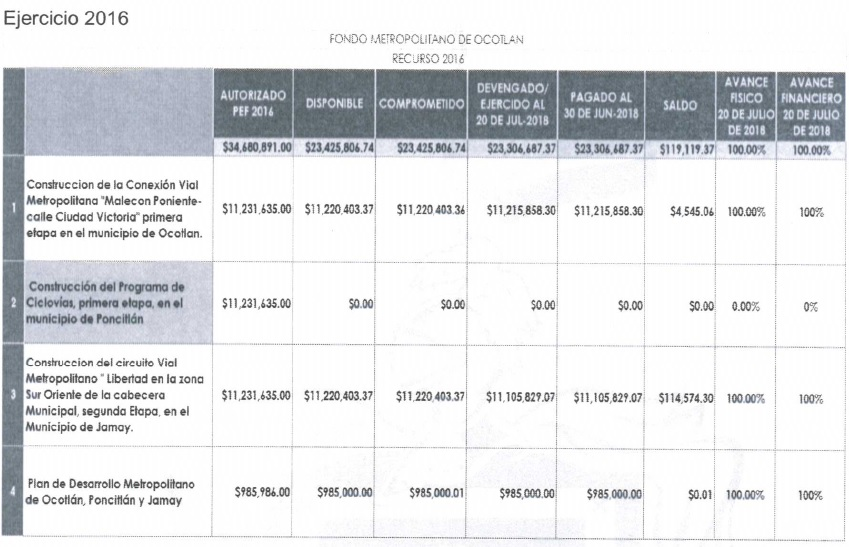 Ejercicio 2016
FONDO METROPOLITANO DE OCOTLAN
RECURSO 2016
AUTORIZADO PEF 2016 DISPONIBLE COMPROMETIDO DEVENGADO/ EJERCIDO AL 20 DE JUL-2018 PAGADO AL 30 DE JUN-2018 SALDO AVANCE FISICO 20 DE JULIO DE 2018 AVANCE FINANCIERO 20 DE JULIO DE 2018
$34,680,891.00 $23,425,806.74 $23,425,806.74 $23,306,687.37 $23,306,687.37 $119,119.37 100.00% 100.00%
1 Construccion de la Conexión Vial
Metropolitana "Malecon Poniente-
calle Ciudad Victoria" primera
etapa en el municipio de Ocotlan.
$11,231,635.00 $11,220,403.37 $11,220,403.36 $11,215,858.30 $11,215,858.30 $4,545.06 100.00% 100%
2 Construcción del Programa de
Ciclovías, primera etapa, en el
municipio de Poncitlán
$11,231,635.00 $0.00 $0.00 $0.00 $0.00 $0.00 0.00% 0%
3 Construccion del circuito Vial
Metropolitano " Libertad en la zona
Sur Oriente de la cabecera
Municipal, segunda Etapa, en el
Municipio de Jamay.
$11,231,635.00 $11,220,403.37 $11,220,403.37 $11,105,829.07 $11,105,829.07 $114,574.30 100.00% 100%
4 Plan de Desarrollo Metropolitano
de Ocotlán, Poncitlán y Jamay
$985,986.00 $985,000.00 $985,000.01 $985,000.00 $985,000.00 $0.01 100.00% 100%